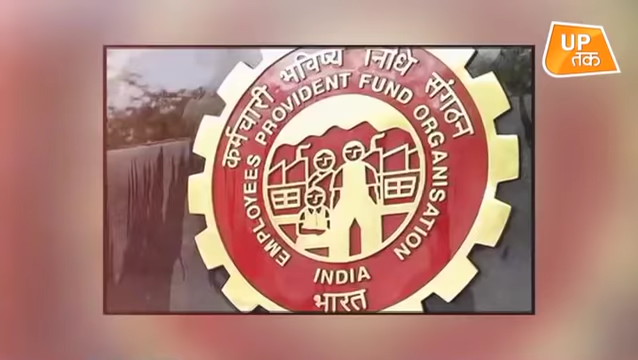 UP
तक
कर्मचारी भविष्य निधि संगठन
EMPLOYEES PROVIDENT FUND ORGANISATION
INDIA
भारत